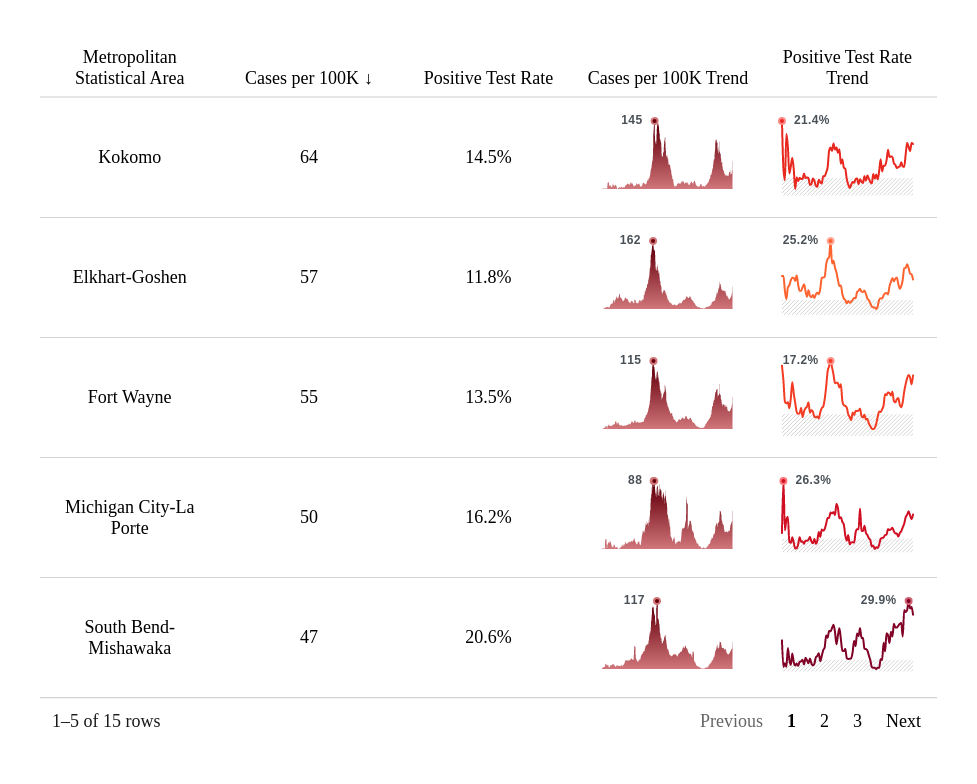 Metropolitan
Statistical Area
Cases per 100K ↓
Positive Test Rate
Cases per 100K Trend
Positive Test Rate
Trend
Kokomo
64
14.5%
145
21.4%
Elkhart-Goshen
57
11.8%
162
25.2%
Fort Wayne
55
13.5%
115
17.2%
Michigan City-La
Porte
50
16.2%
88
26.3%
South Bend-
Mishawaka
47
20.6%
117
29.9%
1–5 of 15 rows
Previous 1 2 3 Next